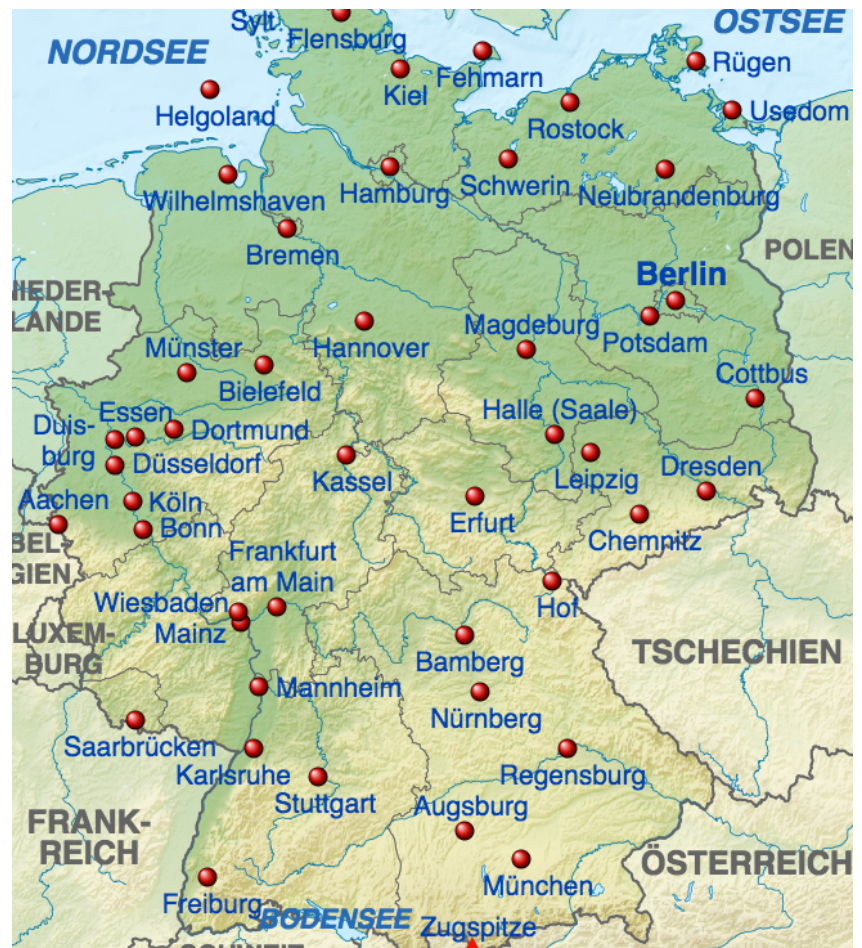 OSTSEE
Sylt
Flensburg
NORDSEE
Fehmarn
Rügen
Kiel
Helgoland
Rostock
Usedom
Schwerin
Hamburg
Neubrandenburg
Wilhelmshaven
Bremen
POLEN
Berlin
NIEDER-
LANDE
Magdeburg
Potsdam
Hannover
Münster
Bielefeld
Cottbus
Essen
Halle (Saale)
Duis-
burg
Dortmund
Düsseldorf
Kassel
Leipzig
Dresden
Aachen
Köln
Erfurt
Chemnitz
Bonn
BEL-
GIEN
Frankfurt
am Main
Wiesbaden
Hof
Mainz
LUXEM-
BURG
Bamberg
TSCHECHIEN
Mannheim
Nürnberg
Saarbrücken
Karlsruhe
Regensburg
Stuttgart
Augsburg
FRANK-
REICH
München
ÖSTERREICH
Freiburg
BODENSEE
Zugspitze
SCHWEIT